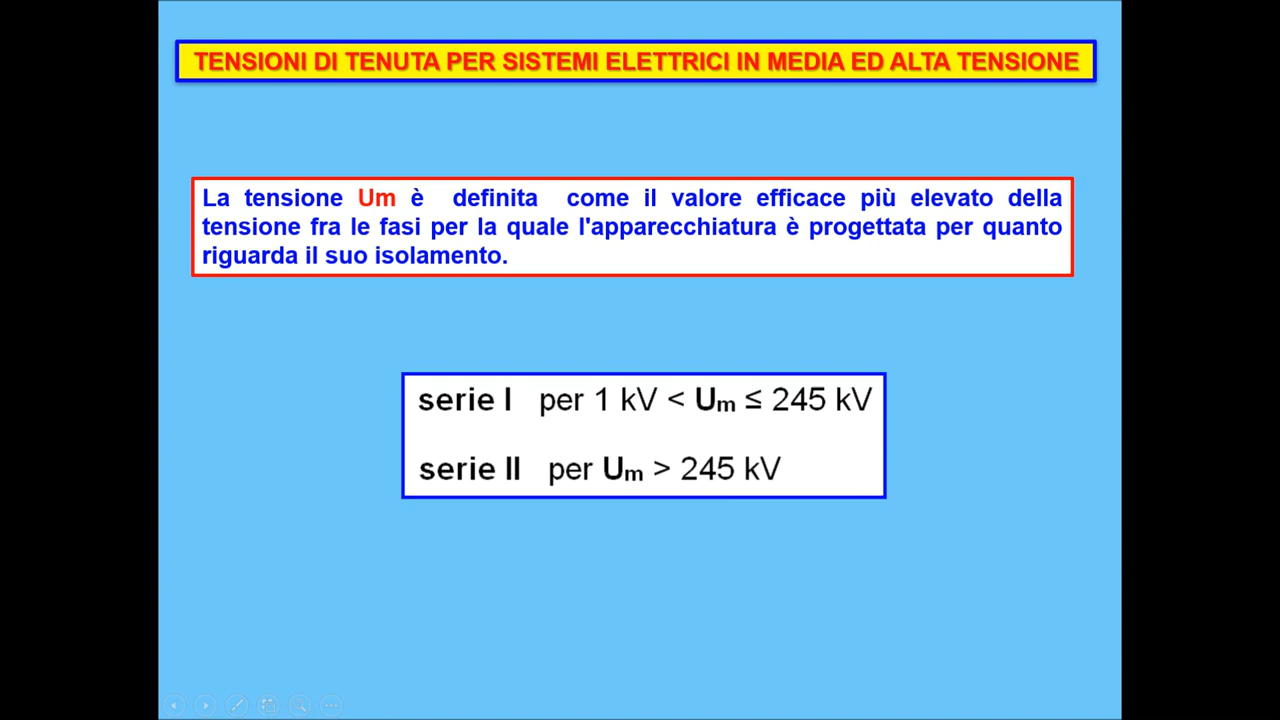 TENSIONI DI TENUTA PER SISTEMI ELETTRICI IN MEDIA ED ALTA TENSIONE
La tensione Um è definita come il valore efficace più elevato della
tensione fra le fasi per la quale l'apparecchiatura è progettata per quanto
riguarda il suo isolamento.
serie I per 1 kV < Um ≤ 245 kV
serie II per Um > 245 kV